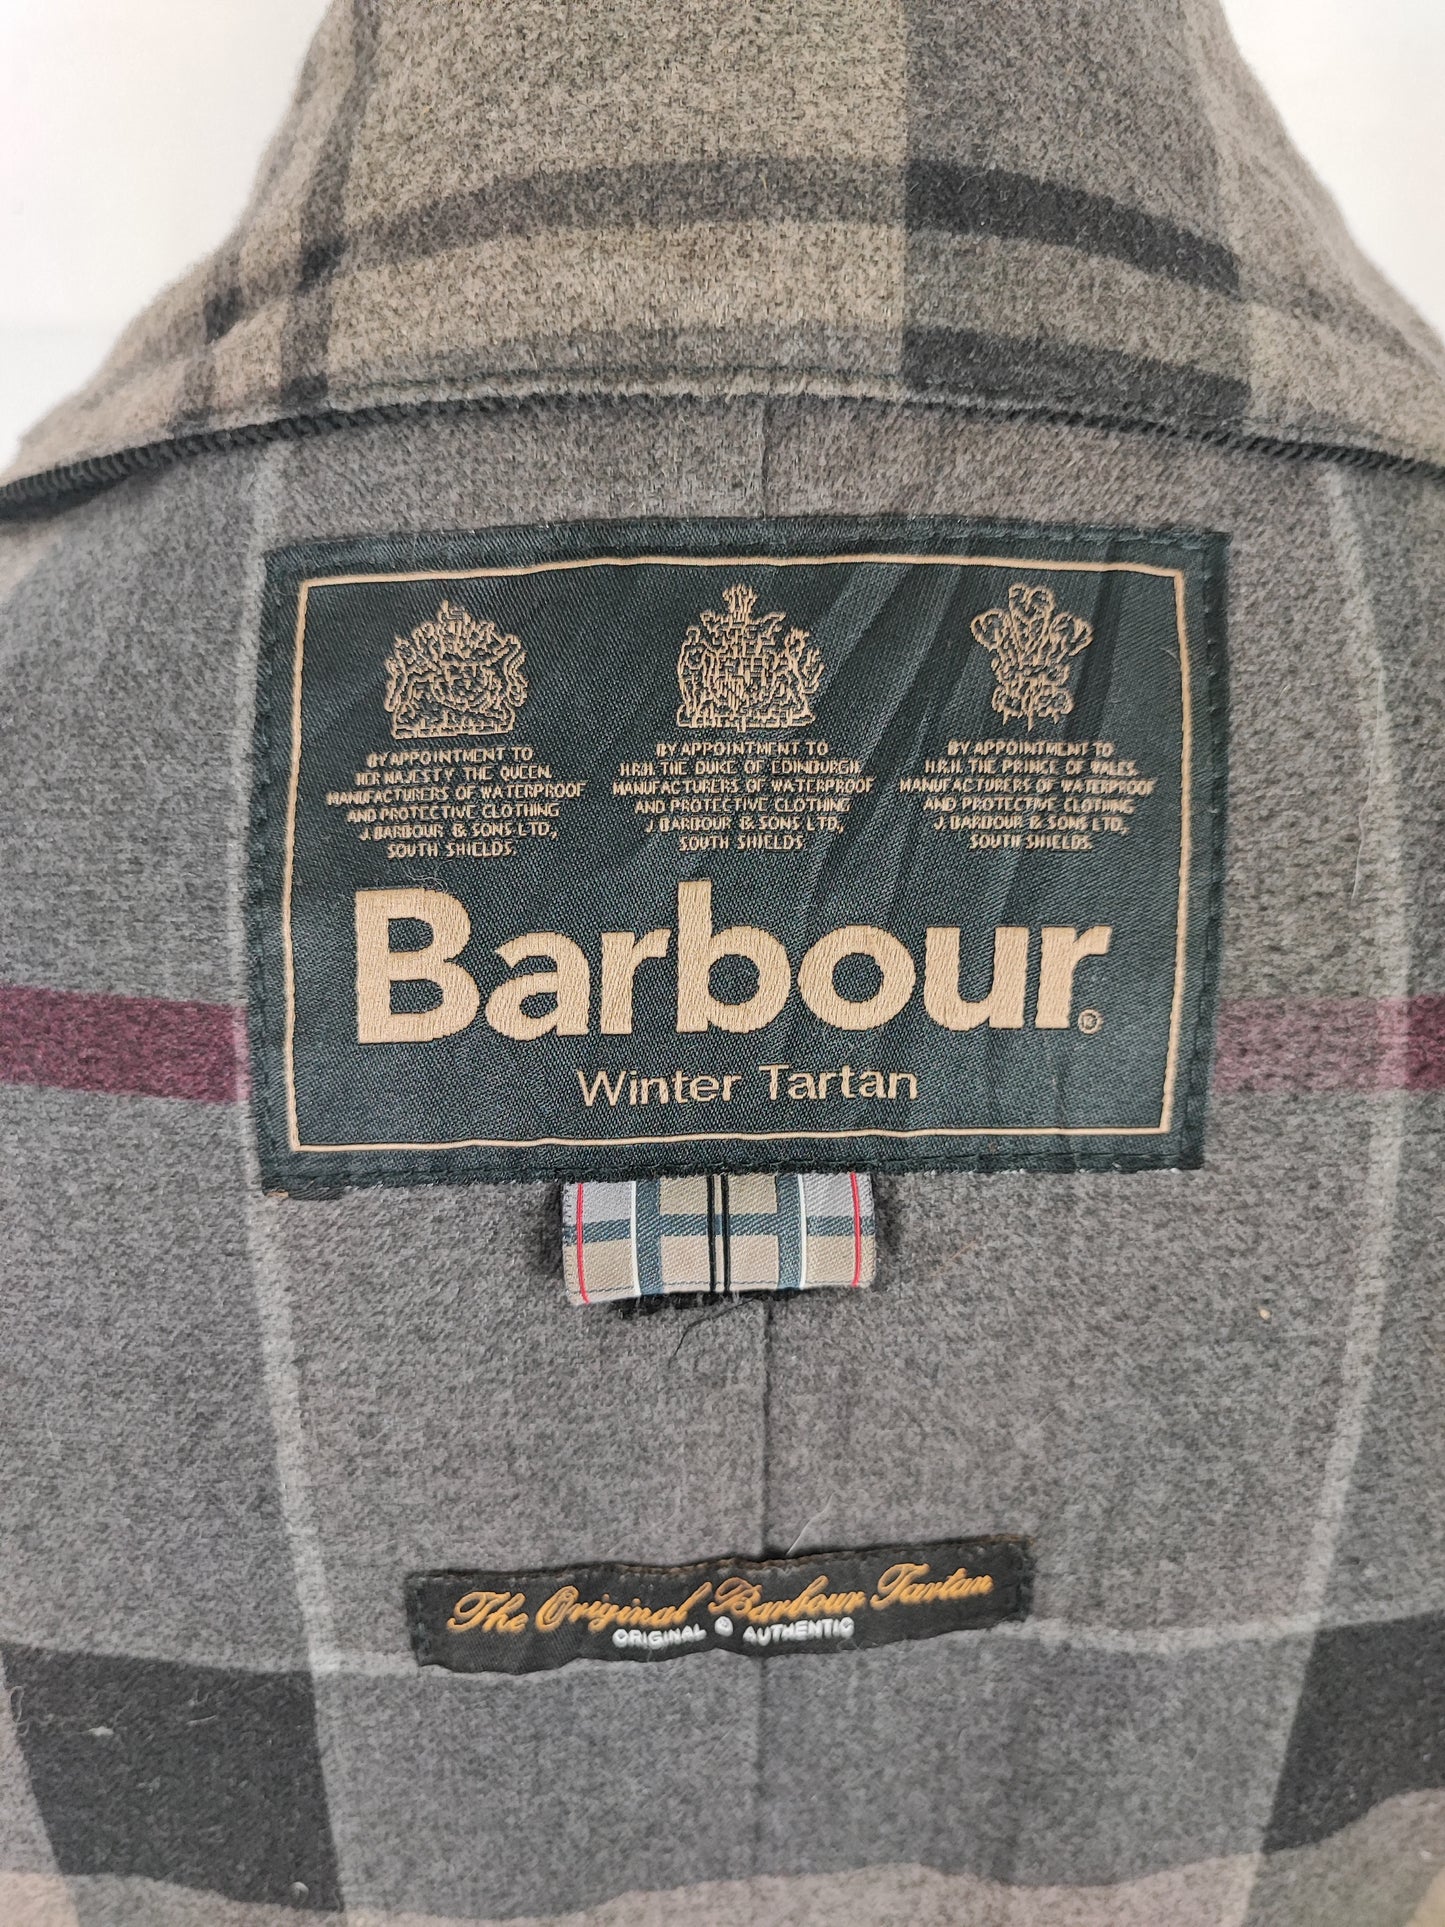 BY APPOINTMENT TO
HER MAJESTY THE QUEEN
MANUFACTURERS OF WATERPROOF
AND PROTECTIVE CLOTHING
J. BARBOUR & SONS LTD.,
SOUTH SHIELDS.
BY APPOINTMENT TO
H.R.H. THE DUKE OF EDINBURGH
MANUFACTURERS OF WATERPROOF
AND PROTECTIVE CLOTHING
J. BARBOUR & SONS LTD.,
SOUTH SHIELDS.
BY APPOINTMENT TO
H.R.H. THE PRINCE OF WALES.
MANUFACTURERS OF WATERPROOF
AND PROTECTIVE CLOTHING
J. BARBOUR & SONS LTD.,
SOUTH SHIELDS.
Barbour®
Winter Tartan
The Original Barbour Tartan
ORIGINAL AUTHENTIC